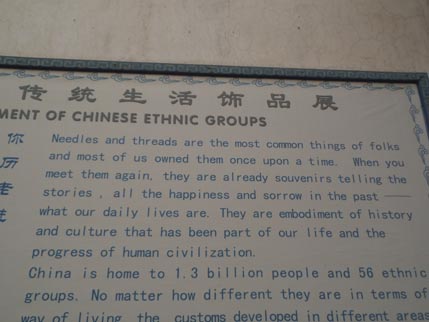 传统生活饰品展
MENT OF CHINESE ETHNIC GROUPS
Needles and threads are the most common things of folks
and most of us owned them once upon a time. When you
meet them again, they are already souvenirs telling the
stories , all the happiness and sorrow in the past ——
what our daily lives are. They are embodiment of history
and culture that has been part of our life and the
progress of human civilization.
China is home to 1.3 billion people and 56 ethnic
groups. No matter how different they are in terms of
way of living, the customs developed in different areas
你
历
老